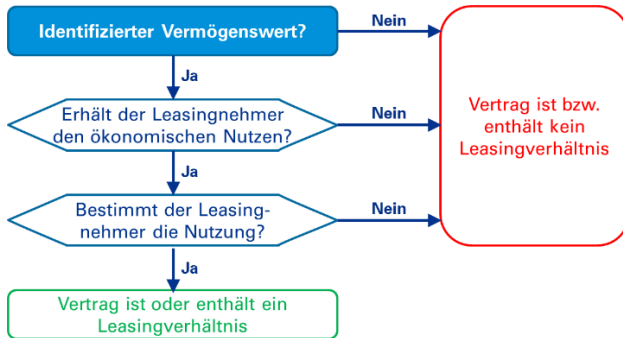 Identifizierter Vermögenswert?
Nein
Ja
Erhält der Leasingnehmer
den ökonomischen Nutzen?
Nein
Vertrag ist bzw.
enthält kein
Leasingverhältnis
Ja
Bestimmt der Leasing-
nehmer die Nutzung?
Nein
Ja
Vertrag ist oder enthält ein
Leasingverhältnis